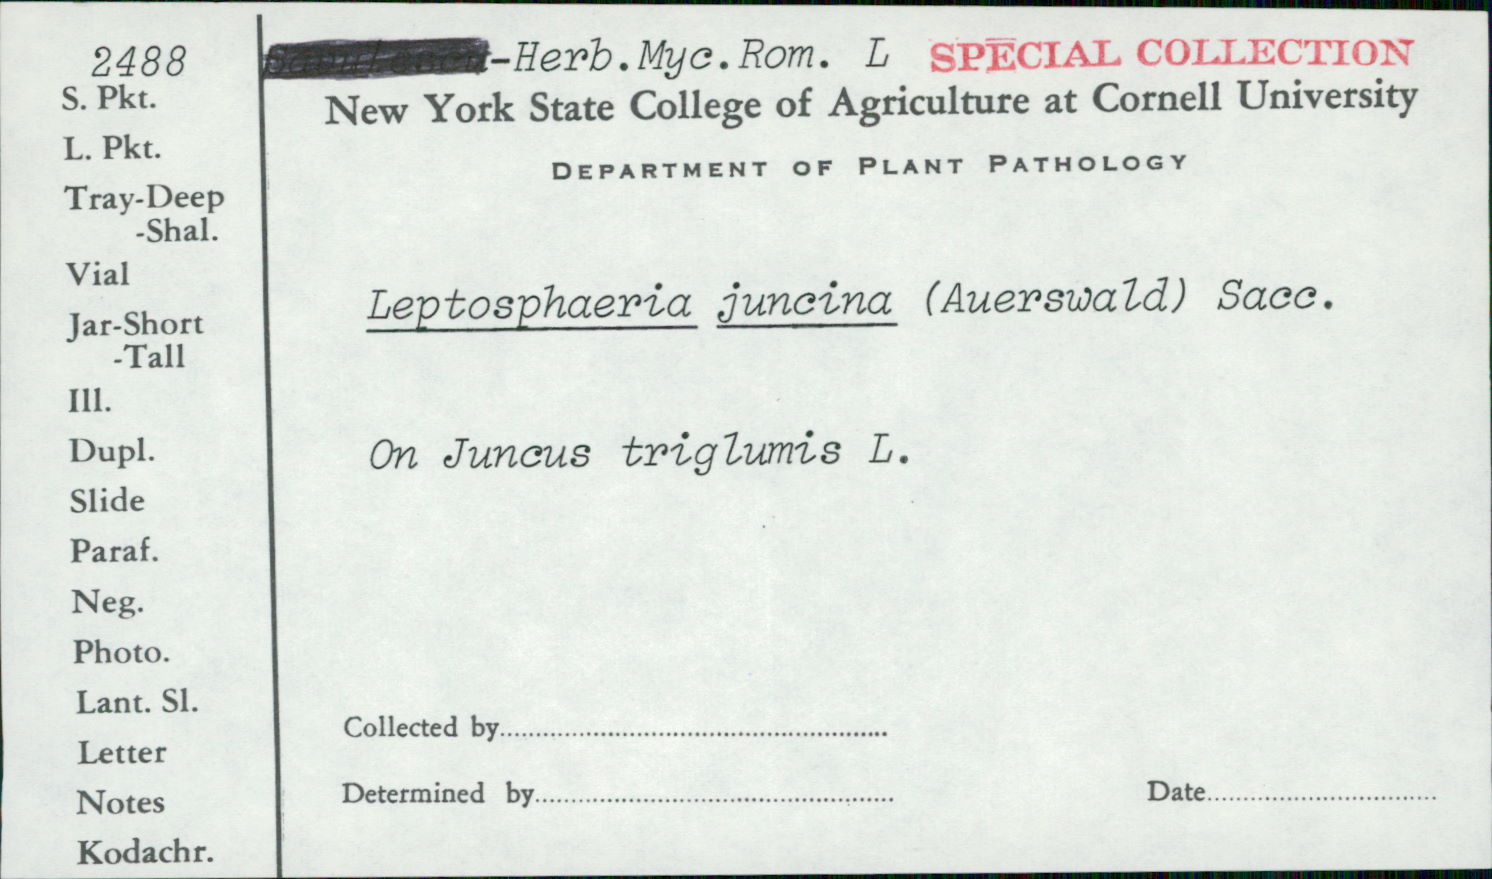 2488
S. Pkt.
L. Pkt.
Tray-Deep
-Shal.
Vial
Jar-Short
-Tall
Ill.
Dupl.
Slide
Paraf.
Neg.
Photo.
Lant. Sl.
Letter
Notes
Kodachr.
-Herb.Myc.Rom. L SPECIAL COLLECTION
New York State College of Agriculture at Cornell University
DEPARTMENT OF PLANT PATHOLOGY
Leptosphaeria juncina (Auerswald) Sacc.
On Juncus triglumis L.
Collected by
Determined by
Date